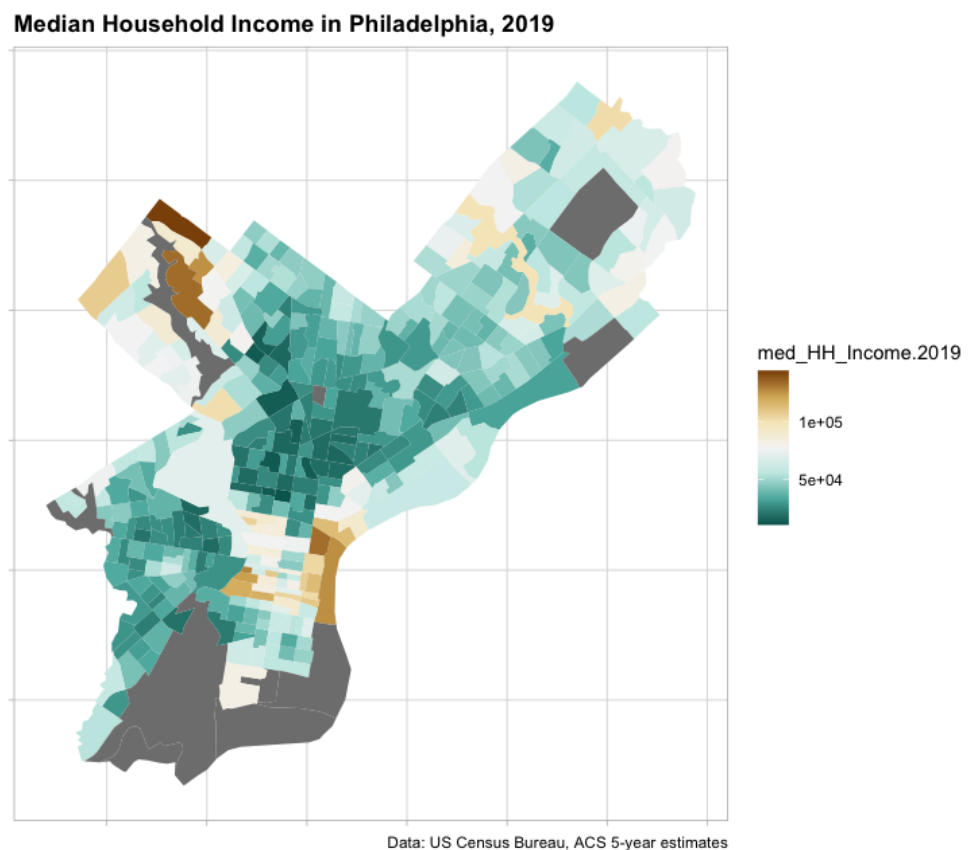 Median Household Income in Philadelphia, 2019
med_HH_Income.2019
1e+05
5e+04
Data: US Census Bureau, ACS 5-year estimates